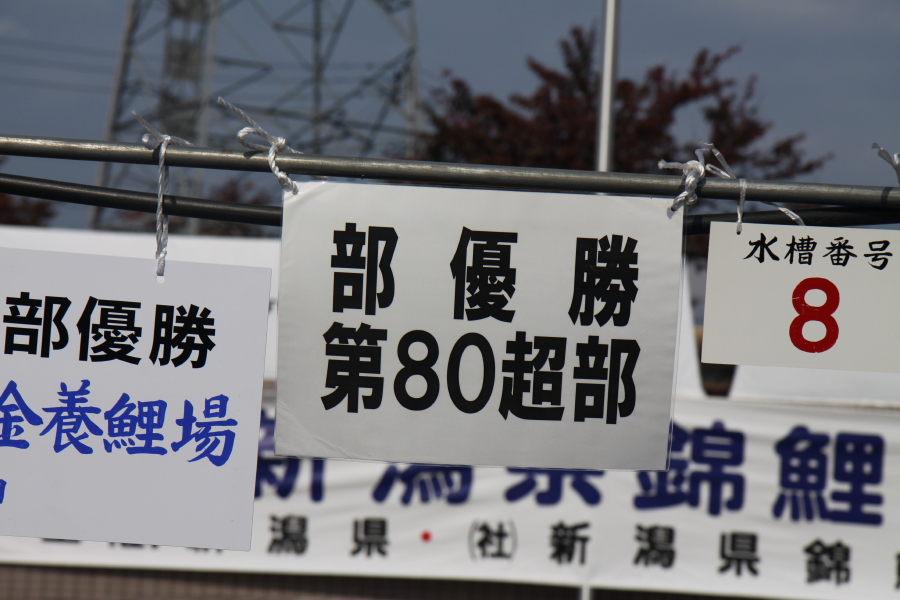 部優勝
金養鯉場
部優勝
第80超部
水槽番号
8
新潟県錦鯉
新潟県・(社)新潟県錦